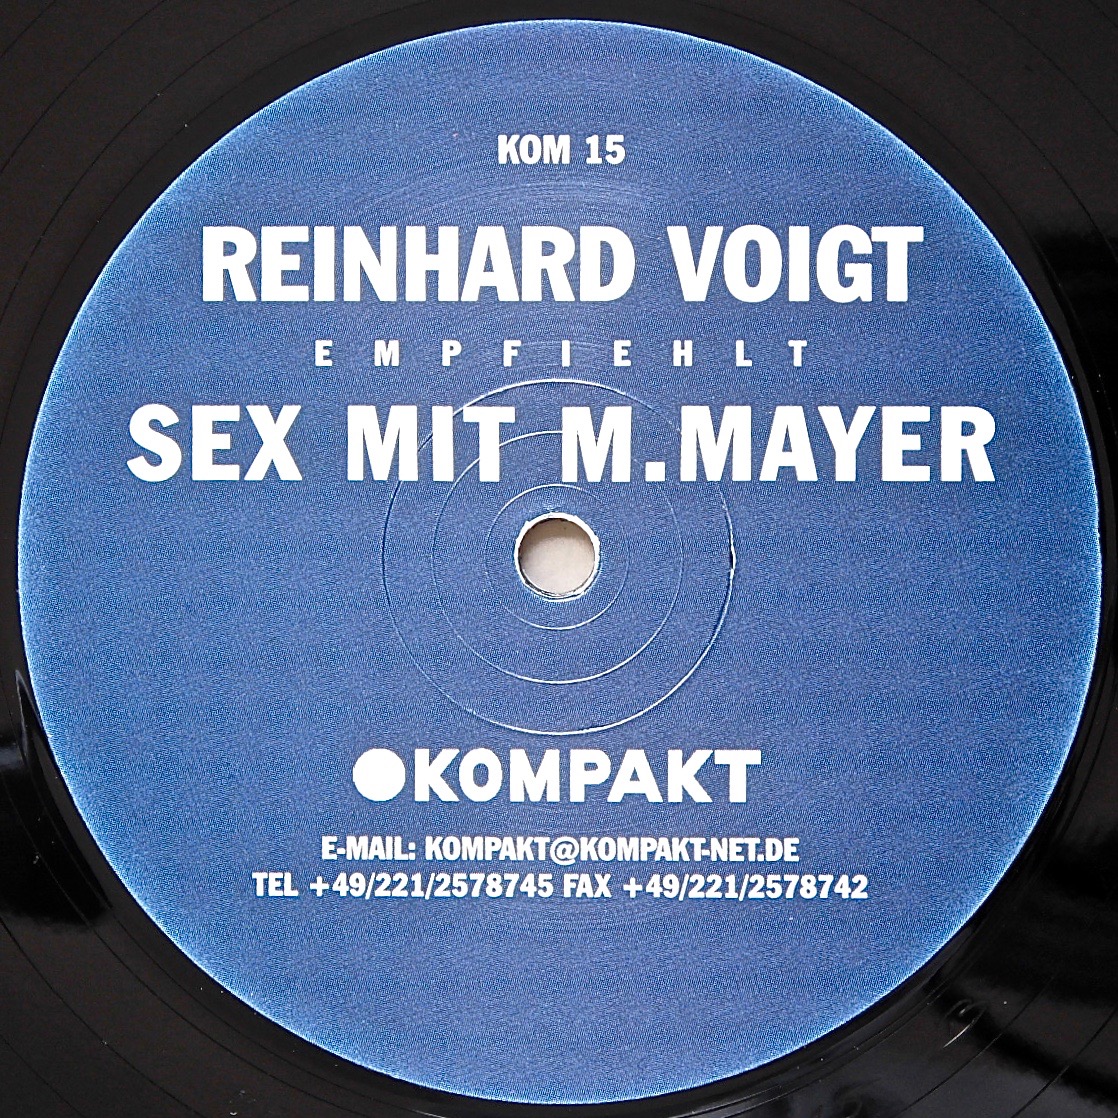 KOM 15
REINHARD VOIGT
EMPFIEHLT
SEX MIT M.MAYER
KOMPAKT
E-MAIL: KOMPAKT@KOMPAKT-NET.DE
TEL +49/221/2578745 FAX +49/221/2578742